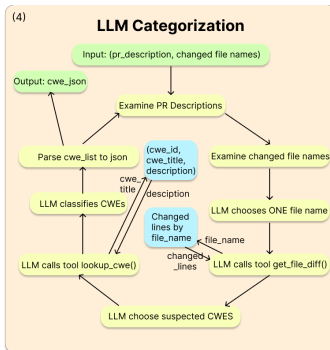 (4)
LLM Categorization
Input: (pr_description, changed file names)
Output: cwe_json
Examine PR Descriptions
Parse cwe_list to json
(cwe_id,
cwe_title,
description)
Examine changed file names
cwe_
title
desciption
LLM classifies CWEs
LLM chooses ONE file name
Changed
lines by
file_name
file_name
changed
_lines
LLM calls tool lookup_cwe()
LLM calls tool get_file_diff()
LLM choose suspected CWES